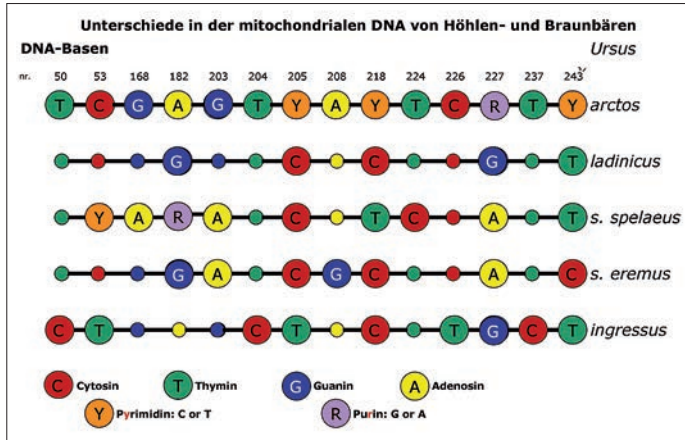 Unterschiede in der mitochondrialen DNA von Höhlen- und Braunbären
DNA-Basen Ursus
nr. 50 53 168 182 203 204 205 208 218 224 226 227 237 243
T C G A G T Y A Y T C R T Y arctos
G C C G T ladinicus
Y A R A C T C A T s. spelaeus
G A C G C A C s. eremus
C T C T C T G C T ingressus
C Cytosin T Thymin G Guanin A Adenosin
Y Pyrimidin: C or T R Purin: G or A